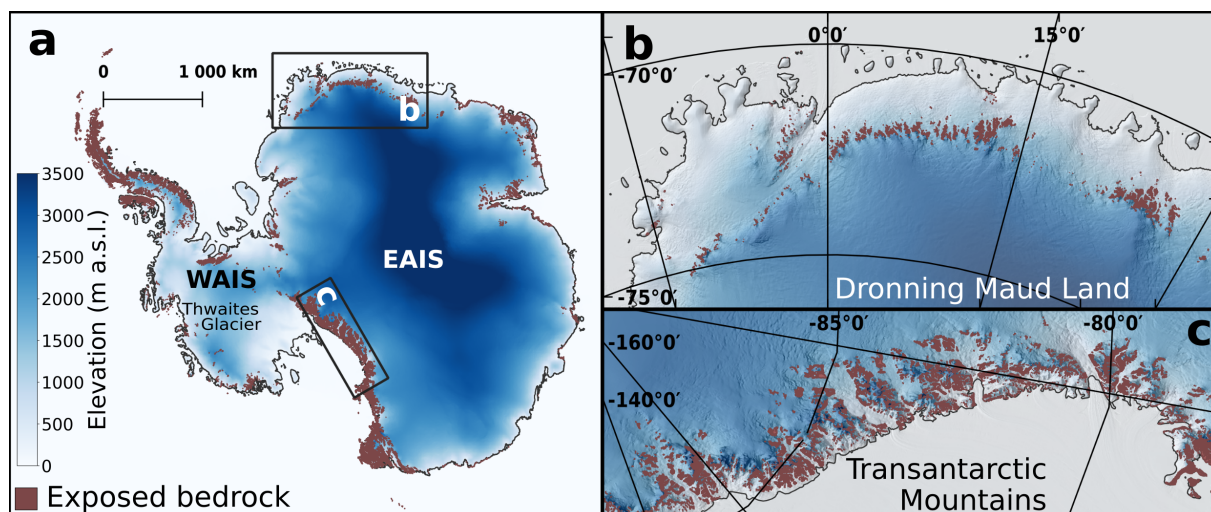 a
0 1 000 km
b
3500
3000
2500
2000
1500
1000
500
0
Elevation (m a.s.l.)
WAIS
Thwaites
Glacier
EAIS
c
Exposed bedrock
b
0°0′
15°0′
-70°0′
-75°0′
Dronning Maud Land
c
-85°0′
-80°0′
-160°0′
-140°0′
Transantarctic
Mountains